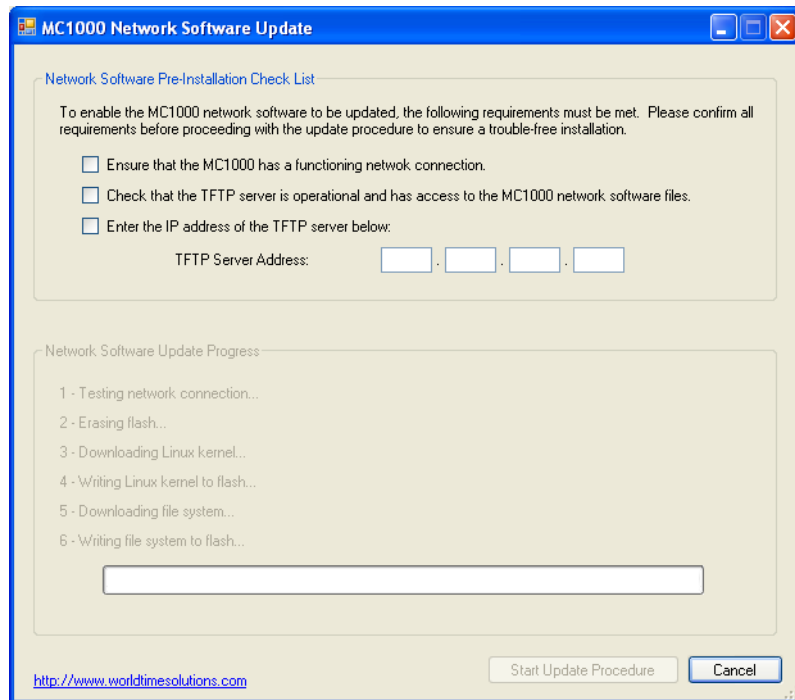 MC1000 Network Software Update
Network Software Pre-Installation Check List
To enable the MC1000 network software to be updated, the following requirements must be met. Please confirm all
requirements before proceeding with the update procedure to ensure a trouble-free installation.
Ensure that the MC1000 has a functioning netwok connection.
Check that the TFTP server is operational and has access to the MC1000 network software files.
Enter the IP address of the TFTP server below:
TFTP Server Address: . . .
Network Software Update Progress
1 - Testing network connection...
2 - Erasing flash...
3 - Downloading Linux kernel...
4 - Writing Linux kernel to flash...
5 - Downloading file system...
6 - Writing file system to flash...
http://www.worldtimesolutions.com
Start Update Procedure
Cancel